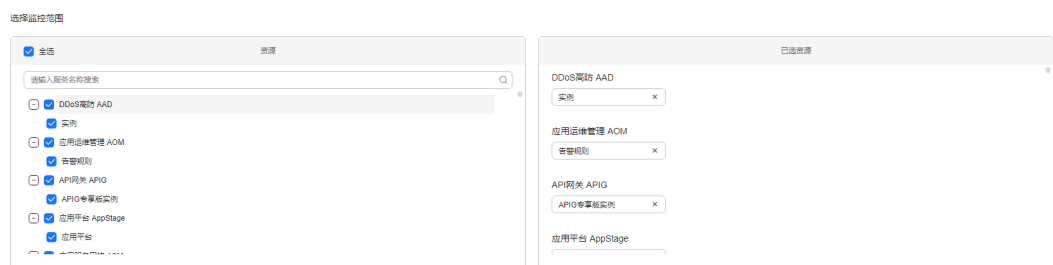 选择监控范围
全选
资源
请输入服务名称搜索
DDoS高防 AAD
实例
应用运维管理 AOM
告警规则
API网关 APIG
APIG专享版实例
应用平台 AppStage
应用平台
已选资源
DDoS高防 AAD
实例 ×
应用运维管理 AOM
告警规则 ×
API网关 APIG
APIG专享版实例 ×
应用平台 AppStage